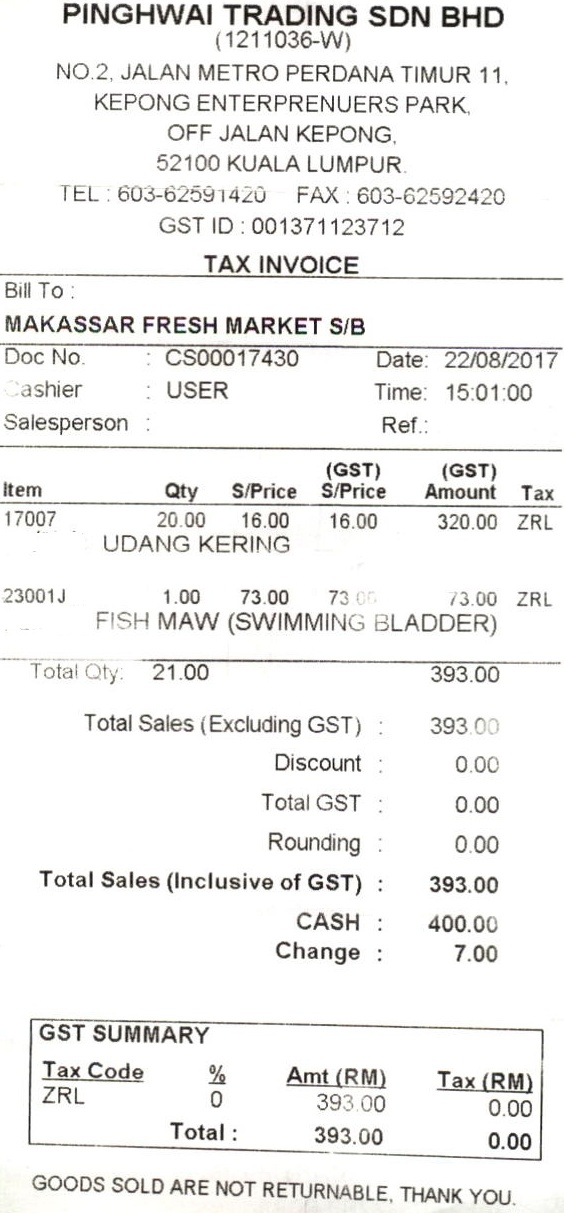 PINGHWAI TRADING SDN BHD
(1211036-W)
NO.2, JALAN METRO PERDANA TIMUR 11,
KEPONG ENTERPRENUERS PARK,
OFF JALAN KEPONG,
52100 KUALA LUMPUR.
TEL : 603-62591420 FAX : 603-62592420
GST ID : 001371123712
TAX INVOICE
Bill To :
MAKASSAR FRESH MARKET S/B
Doc No. : CS00017430 Date: 22/08/2017
Cashier : USER Time: 15:01:00
Salesperson : Ref.:
(GST) (GST)
Item Qty S/Price S/Price Amount Tax
17007 20.00 16.00 16.00 320.00 ZRL
UDANG KERING
23001J 1.00 73.00 73.00 73.00 ZRL
FISH MAW (SWIMMING BLADDER)
Total Qty: 21.00 393.00
Total Sales (Excluding GST) : 393.00
Discount : 0.00
Total GST : 0.00
Rounding : 0.00
Total Sales (Inclusive of GST) : 393.00
CASH : 400.00
Change : 7.00
GST SUMMARY
Tax Code % Amt (RM) Tax (RM)
ZRL 0 393.00 0.00
Total : 393.00 0.00
GOODS SOLD ARE NOT RETURNABLE, THANK YOU.